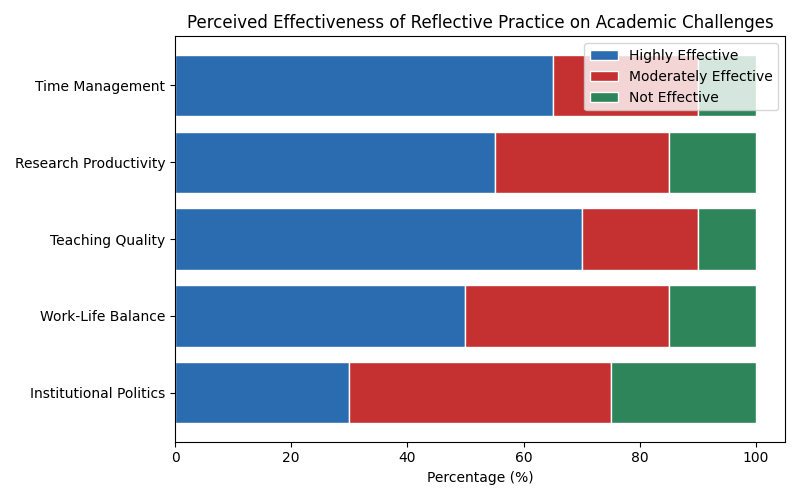 Perceived Effectiveness of Reflective Practice on Academic Challenges
Highly Effective
Moderately Effective
Not Effective
Time Management
Research Productivity
Teaching Quality
Work-Life Balance
Institutional Politics
0 20 40 60 80 100
Percentage (%)